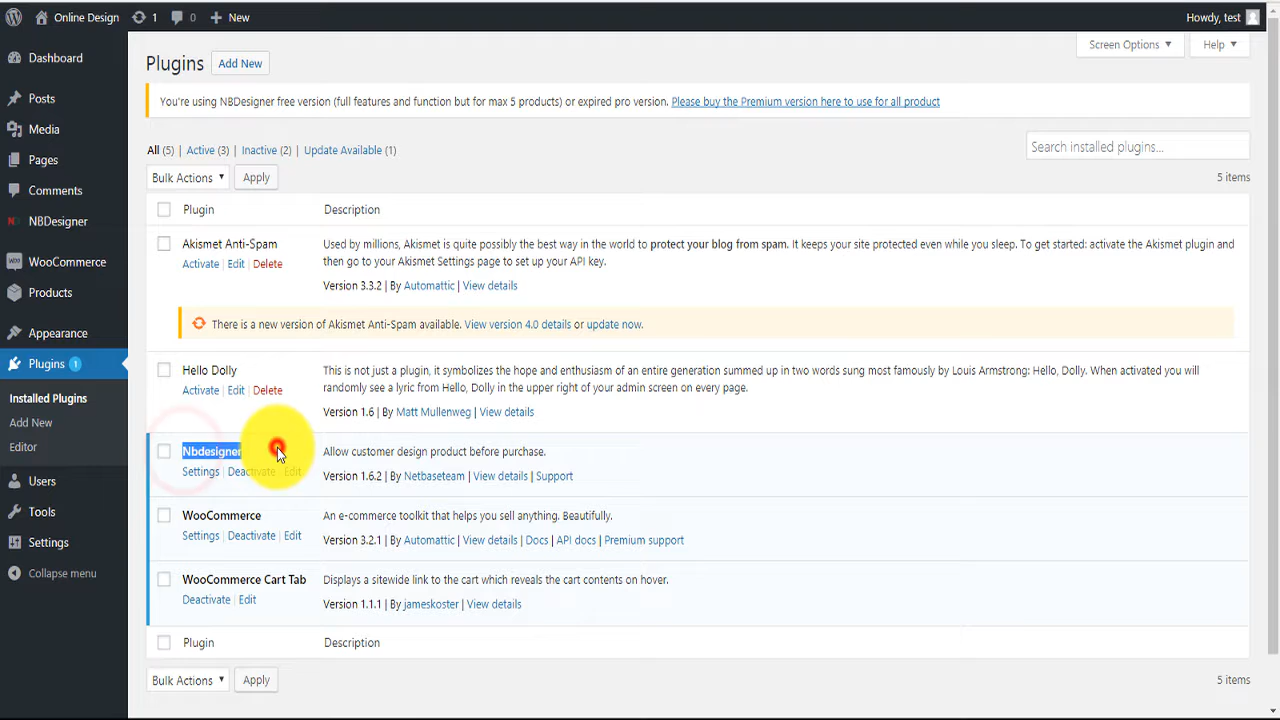 Online Design 1 0 New Howdy, test
Dashboard
Posts
Media
Pages
Comments
NBDesigner
WooCommerce
Products
Appearance
Plugins 1
Installed Plugins
Add New
Editor
Users
Tools
Settings
Collapse menu
Screen Options Help
Plugins Add New
You're using NBDesigner free version (full features and function but for max 5 products) or expired pro version. Please buy the Premium version here to use for all product
All (5) | Active (3) | Inactive (2) | Update Available (1)
Search installed plugins...
Bulk Actions Apply 5 items
Plugin Description
Akismet Anti-Spam
Activate | Edit | Delete
Used by millions, Akismet is quite possibly the best way in the world to protect your blog from spam. It keeps your site protected even while you sleep. To get started: activate the Akismet plugin and
then go to your Akismet Settings page to set up your API key.
Version 3.3.2 | By Automattic | View details
There is a new version of Akismet Anti-Spam available. View version 4.0 details or update now.
Hello Dolly
Activate | Edit | Delete
This is not just a plugin, it symbolizes the hope and enthusiasm of an entire generation summed up in two words sung most famously by Louis Armstrong: Hello, Dolly. When activated you will
randomly see a lyric from Hello, Dolly in the upper right of your admin screen on every page.
Version 1.6 | By Matt Mullenweg | View details
Nbdesigner
Settings | Deactivate | Edit
Allow customer design product before purchase.
Version 1.6.2 | By Netbaseteam | View details | Support
WooCommerce
Settings | Deactivate | Edit
An e-commerce toolkit that helps you sell anything. Beautifully.
Version 3.2.1 | By Automattic | View details | Docs | API docs | Premium support
WooCommerce Cart Tab
Deactivate | Edit
Displays a sitewide link to the cart which reveals the cart contents on hover.
Version 1.1.1 | By jameskoster | View details
Plugin Description
Bulk Actions Apply 5 items